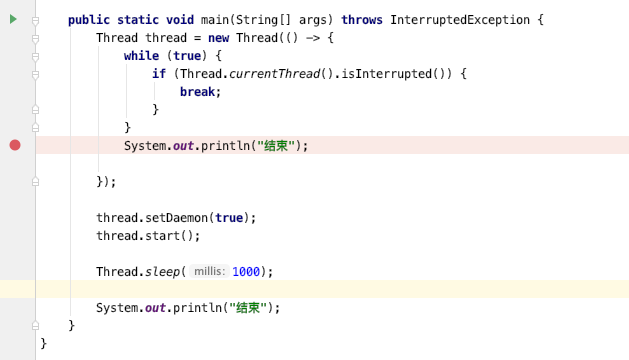 public static void main(String[] args) throws InterruptedException {
Thread thread = new Thread(() -> {
while (true) {
if (Thread.currentThread().isInterrupted()) {
break;
}
}
System.out.println("结束");
});
thread.setDaemon(true);
thread.start();
Thread.sleep( millis: 1000);
System.out.println("结束");
}
}